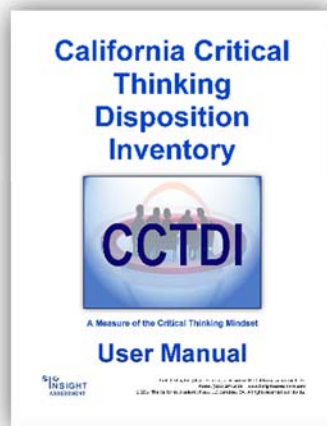 California Critical
Thinking
Disposition
Inventory
CCTDI
A Measure of the Critical Thinking Mindset
User Manual
INSIGHT
ASSESSMENT